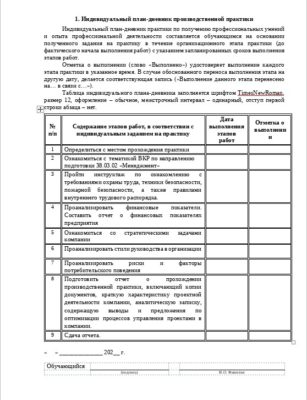 1. Индивидуальный план-дневник производственной практики
Индивидуальный план-дневник практики по получению профессиональных умений
и опыта профессиональной деятельности составляется обучающимся на основании
полученного задания на практику в течение организационного этапа практики (до
фактического начала выполнения работ) с указанием запланированных сроков выполнения
этапов работ.
Отметка о выполнении (слово «Выполнено») удостоверяет выполнение каждого
этапа практики в указанное время. В случае обоснованного переноса выполнения этапа на
другую дату, делается соответствующая запись («Выполнение данного этапа перенесено
на… в связи с…»).
Таблица индивидуального плана-дневника заполняется шрифтом TimesNewRoman,
размер 12, оформление – обычное, межстрочный интервал – одинарный, отступ первой
строки абзаца – нет.
№ п/п
Содержание этапов работ, в соответствии с индивидуальным заданием на практику
Дата выполнения этапов работ
Отметка о выполнении
1 Определиться с местом прохождения практики
2 Ознакомиться с тематикой ВКР по направлению
подготовки 38.03.02 «Менеджмент»
3 Пройти инструктаж по ознакомлению с
требованиями охраны труда, техники безопасности,
пожарной безопасности, а также правилами
внутреннего трудового распорядка.
4 Проанализировать финансовые показатели.
Составить отчет о финансовых показателях
предприятия
5 Ознакомиться со стратегическими задачами
компании
6 Проанализировать стили руководства в организации
7 Проанализировать риски и факторы
потребительского поведения
8 Подготовить отчет о прохождении
производственной практики, включающий копии
документов, краткую характеристику проектной
деятельности компании, аналитическую записку,
содержащую выводы и предложения по
оптимизации процессов управления проектами в
компании.
9 Сдача отчета.
« » ______________ 202__ г.
Обучающийся
(подпись) И.О. Фамилия